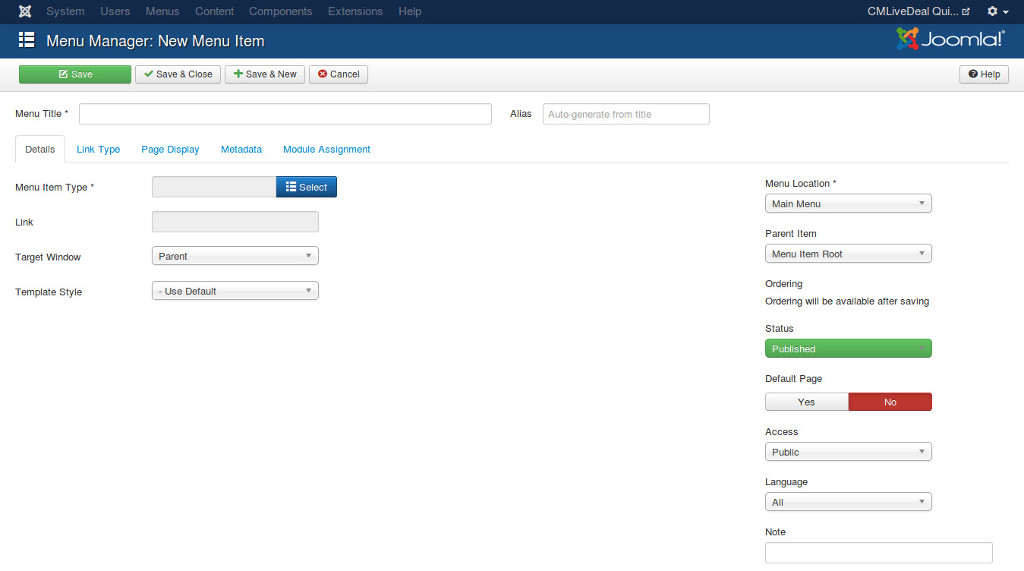 System Users Menus Content Components Extensions Help CMLiveDeal Qui...
Menu Manager: New Menu Item Joomla!®
Save Save & Close Save & New Cancel Help
Menu Title * Alias Auto-generate from title
Details Link Type Page Display Metadata Module Assignment
Menu Item Type * Select
Link
Target Window Parent
Template Style - Use Default
Menu Location *
Main Menu
Parent Item
Menu Item Root
Ordering
Ordering will be available after saving
Status
Published
Default Page
Yes No
Access
Public
Language
All
Note